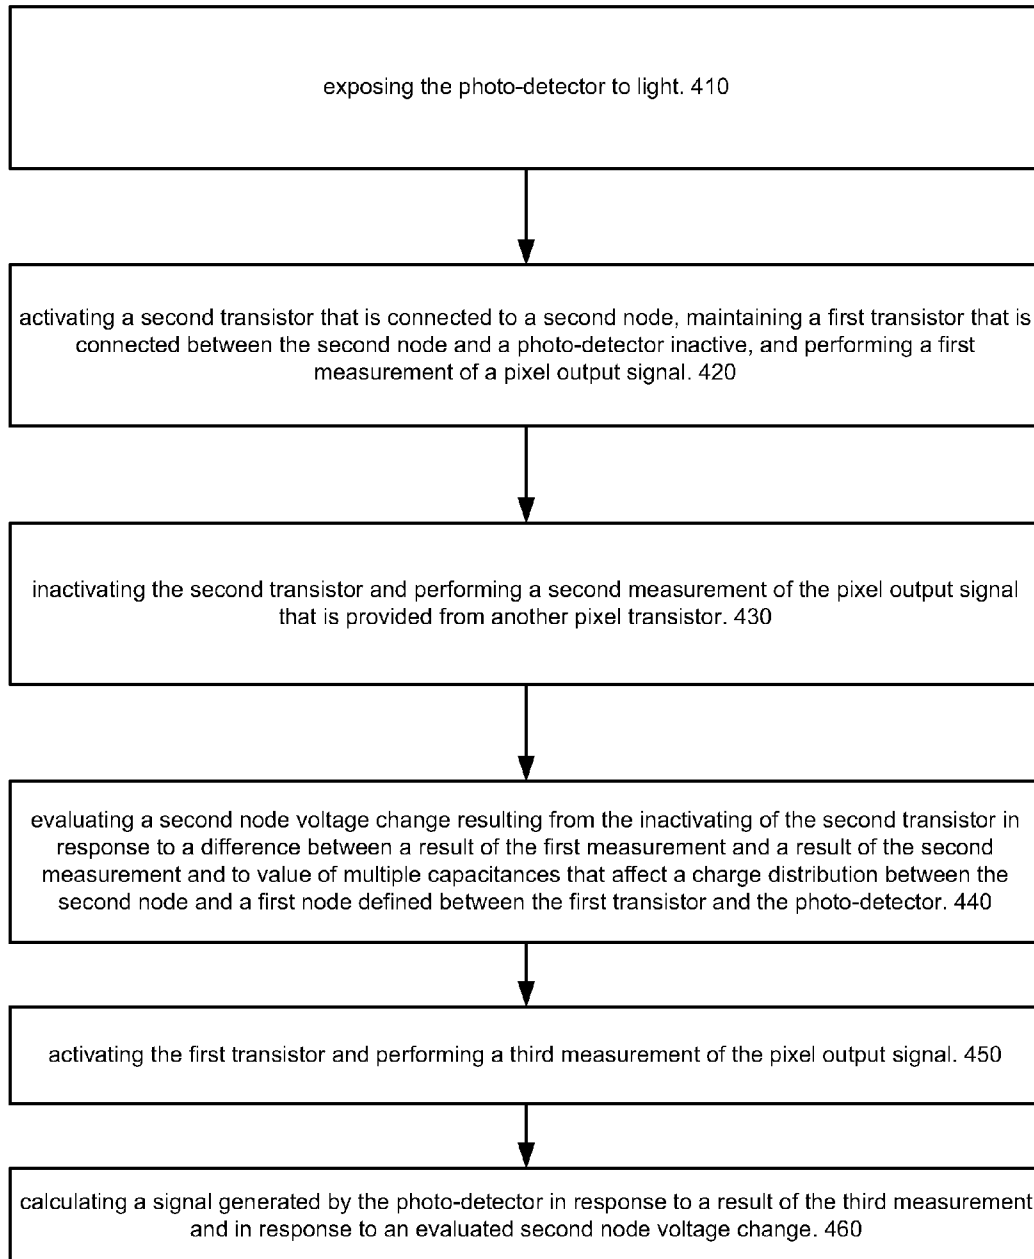 exposing the photo-detector to light. 410
activating a second transistor that is connected to a second node, maintaining a first transistor that is
connected between the second node and a photo-detector inactive, and performing a first
measurement of a pixel output signal. 420
inactivating the second transistor and performing a second measurement of the pixel output signal
that is provided from another pixel transistor. 430
evaluating a second node voltage change resulting from the inactivating of the second transistor in
response to a difference between a result of the first measurement and a result of the second
measurement and to value of multiple capacitances that affect a charge distribution between the
second node and a first node defined between the first transistor and the photo-detector. 440
activating the first transistor and performing a third measurement of the pixel output signal. 450
calculating a signal generated by the photo-detector in response to a result of the third measurement
and in response to an evaluated second node voltage change. 460